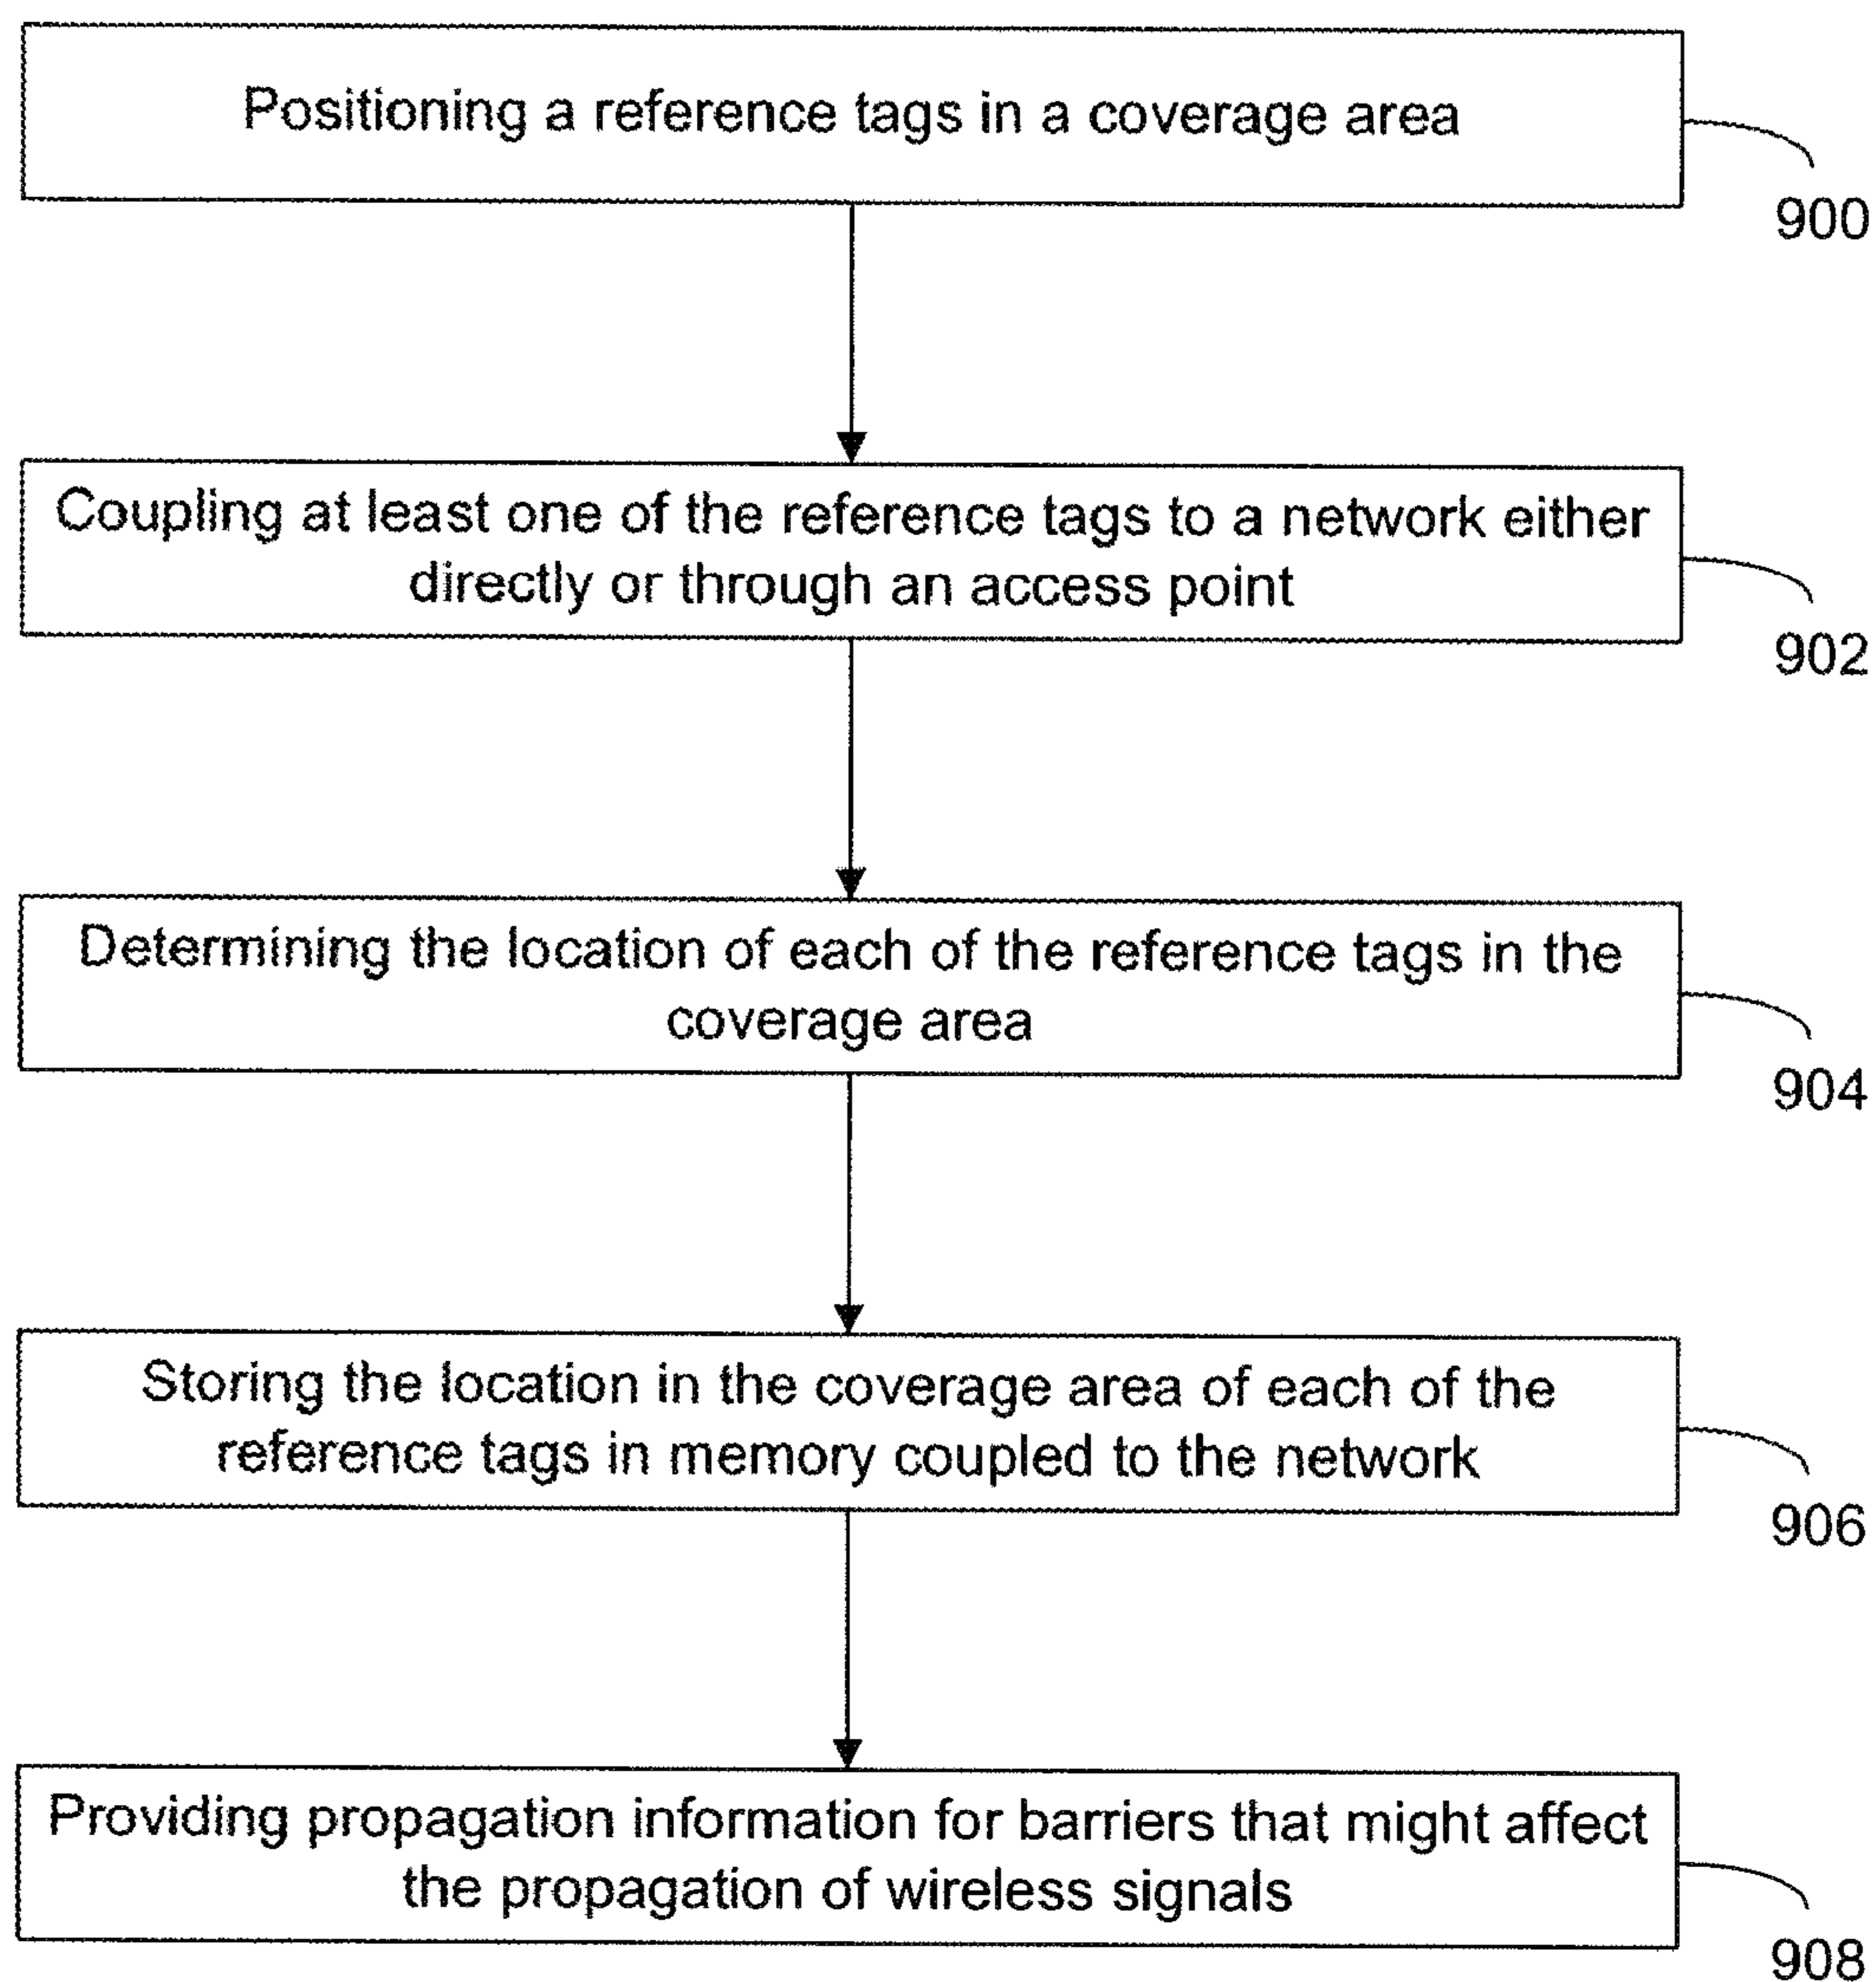 Positioning a reference tags in a coverage area
900
Coupling at least one of the reference tags to a network either
directly or through an access point
902
Determining the location of each of the reference tags in the
coverage area
904
Storing the location in the coverage area of each of the
reference tags in memory coupled to the network
906
Providing propagation information for barriers that might affect
the propagation of wireless signals
908